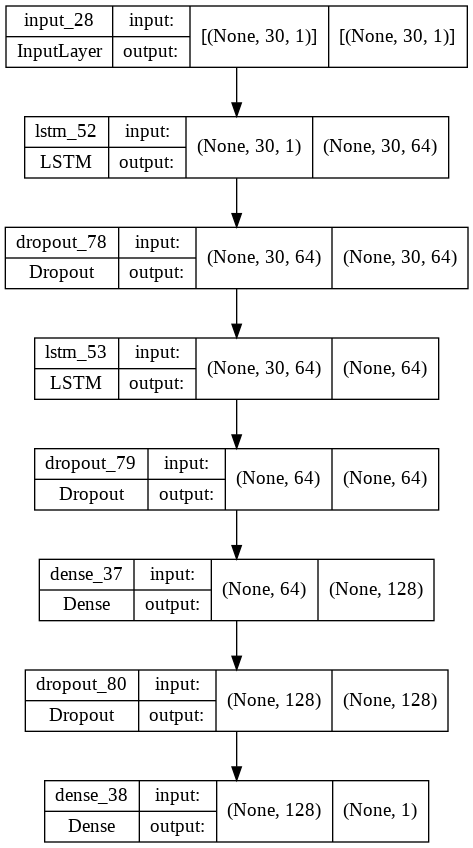 input_28 input: [(None, 30, 1)] [(None, 30, 1)]
InputLayer output:
lstm_52 input: (None, 30, 1) (None, 30, 64)
LSTM output:
dropout_78 input: (None, 30, 64) (None, 30, 64)
Dropout output:
lstm_53 input: (None, 30, 64) (None, 64)
LSTM output:
dropout_79 input: (None, 64) (None, 64)
Dropout output:
dense_37 input: (None, 64) (None, 128)
Dense output:
dropout_80 input: (None, 128) (None, 128)
Dropout output:
dense_38 input: (None, 128) (None, 1)
Dense output: